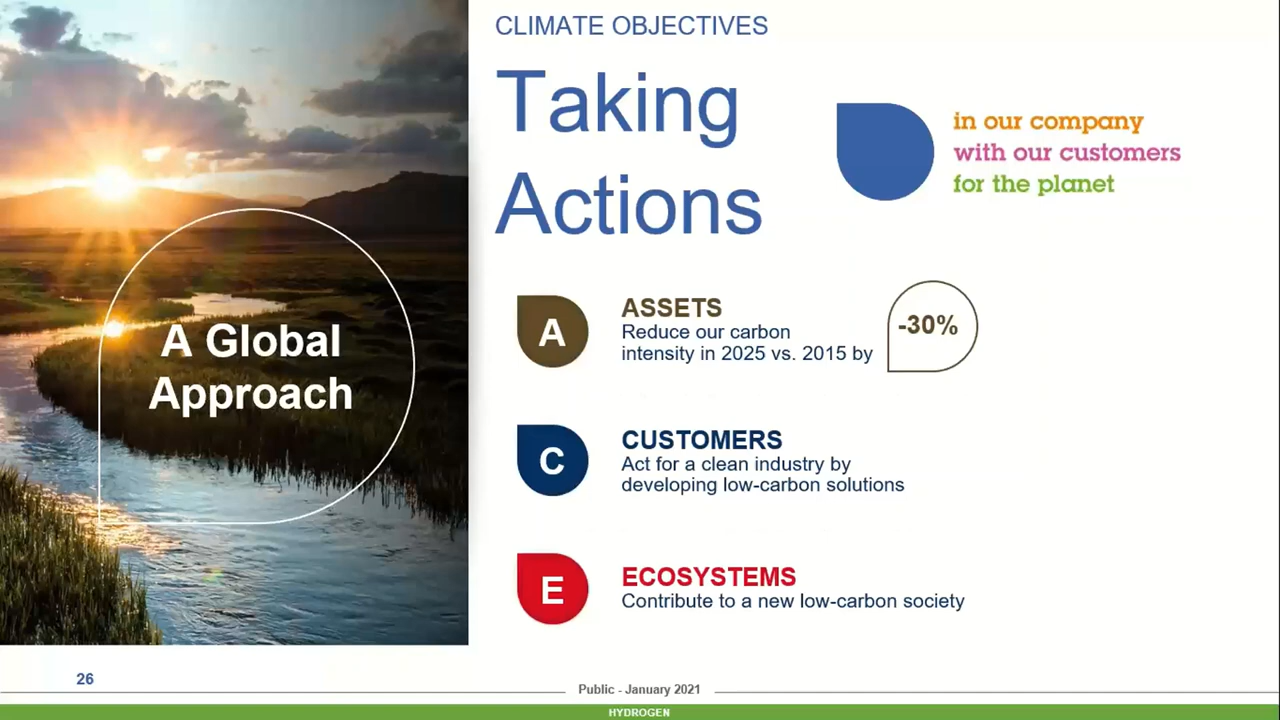 CLIMATE OBJECTIVES
Taking
Actions
in our company
with our customers
for the planet
A Global
Approach
A
ASSETS
Reduce our carbon
intensity in 2025 vs. 2015 by
-30%
C
CUSTOMERS
Act for a clean industry by
developing low-carbon solutions
E
ECOSYSTEMS
Contribute to a new low-carbon society
26
Public - January 2021
HYDROGEN